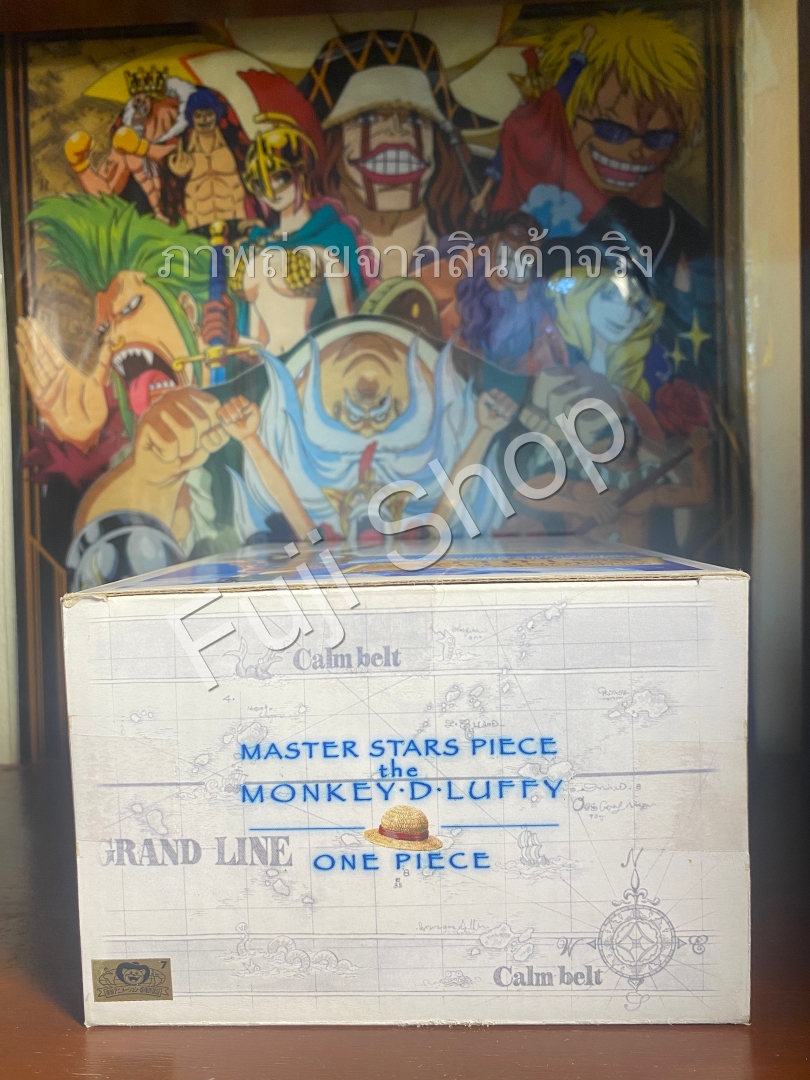 ภาพถ่ายจากสินค้าจริง
Fuji Shop
Calm belt
MASTER STARS PIECE
the
MONKEY·D·LUFFY
GRAND LINE
ONE PIECE
N
W
E
S
Calm belt
7